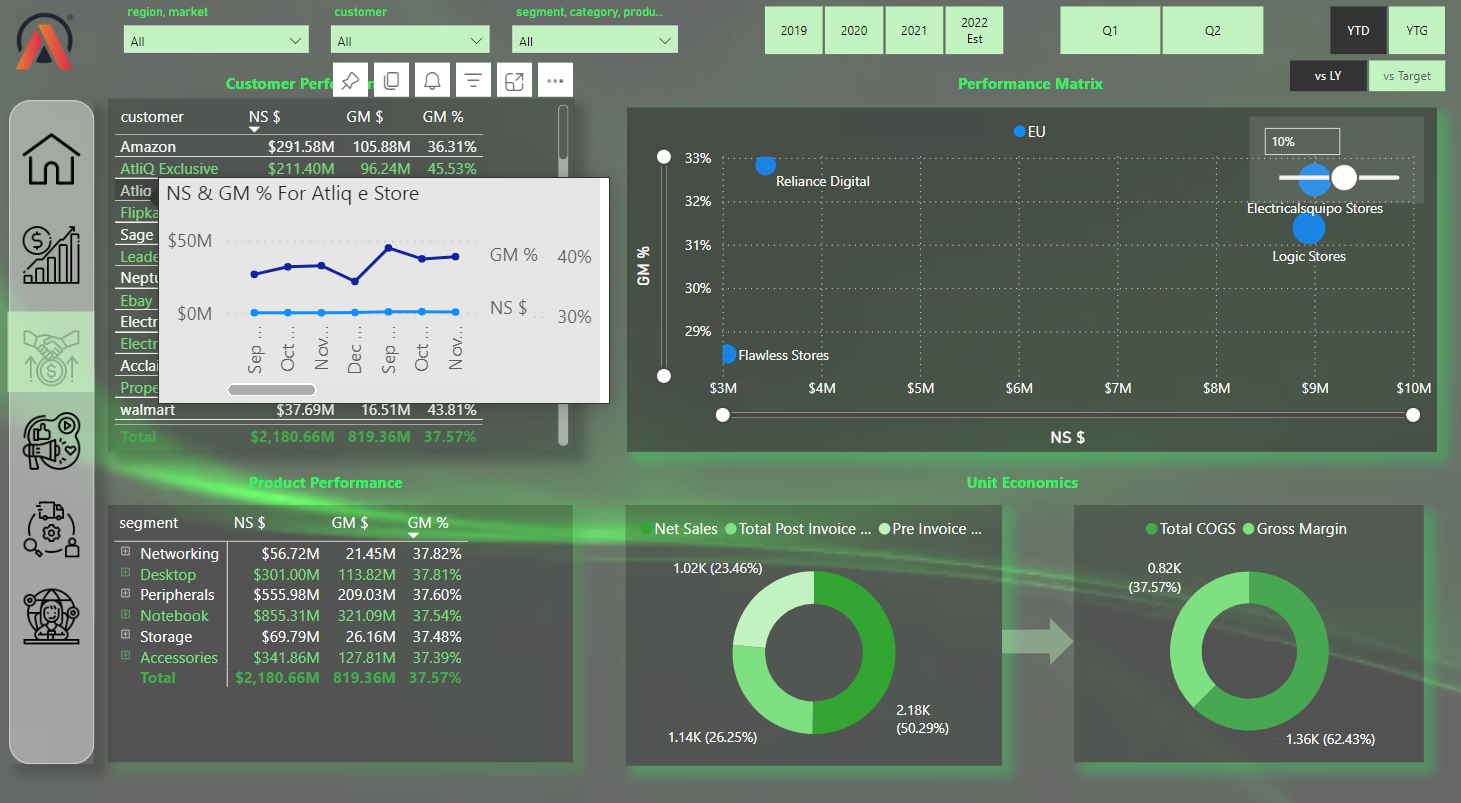 region, market
customer
segment, category, produ...
All
All
All
2019
2020
2021
2022
Est
Q1
Q2
YTD
YTG
vs LY
vs Target
Customer Perfo
customer NS $ GM $ GM %
Amazon $291.58M 105.88M 36.31%
AtliQ Exclusive $211.40M 96.24M 45.53%
Atliq
Flipka
Sage
Leade
Neptu
Ebay
Electr
Electr
Acclai
Prope
walmart $37.69M 16.51M 43.81%
Total $2,180.66M 819.36M 37.57%
NS & GM % For Atliq e Store
$50M
$0M
GM % 40%
NS $ 30%
Sep ...
Oct ...
Nov...
Dec ...
Sep ...
Oct ...
Nov...
Performance Matrix
EU
10%
33%
32%
31%
30%
29%
GM %
Reliance Digital
Electricalsquipo Stores
Logic Stores
Flawless Stores
$3M $4M $5M $6M $7M $8M $9M $10M
NS $
Product Performance
segment NS $ GM $ GM %
Networking $56.72M 21.45M 37.82%
Desktop $301.00M 113.82M 37.81%
Peripherals $555.98M 209.03M 37.60%
Notebook $855.31M 321.09M 37.54%
Storage $69.79M 26.16M 37.48%
Accessories $341.86M 127.81M 37.39%
Total $2,180.66M 819.36M 37.57%
Unit Economics
Net Sales Total Post Invoice ... Pre Invoice ...
1.02K (23.46%)
2.18K
(50.29%)
1.14K (26.25%)
Total COGS Gross Margin
0.82K
(37.57%)
1.36K (62.43%)